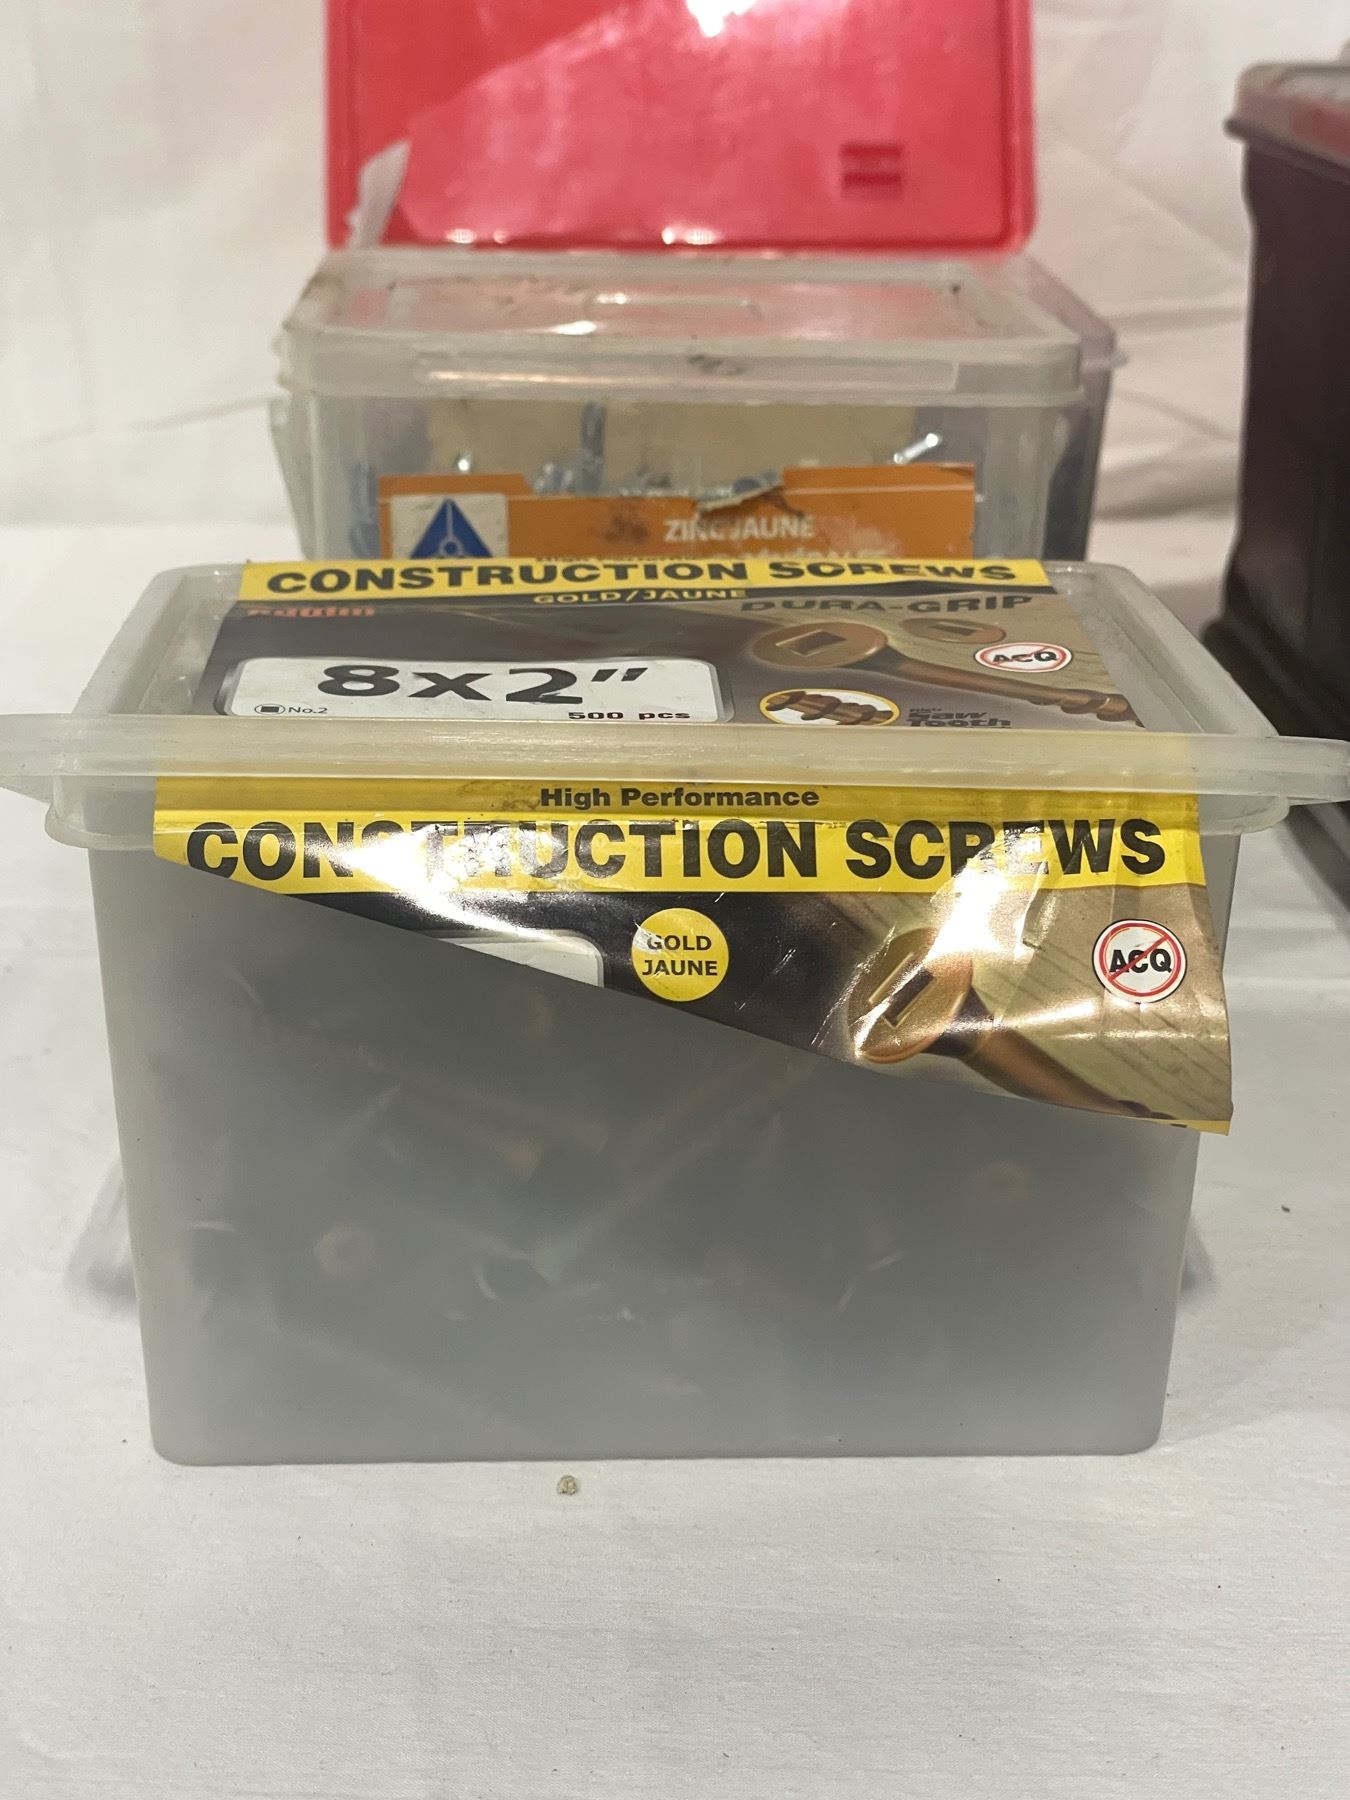 ZINC JAUNE
CONSTRUCTION SCREWS
GOLD/JAUNE
DURA-GRIP
ACQ
8x2"
No.2
500 pcs
Saw
Tooth
High Performance
CONSTRUCTION SCREWS
GOLD
JAUNE
ACQ